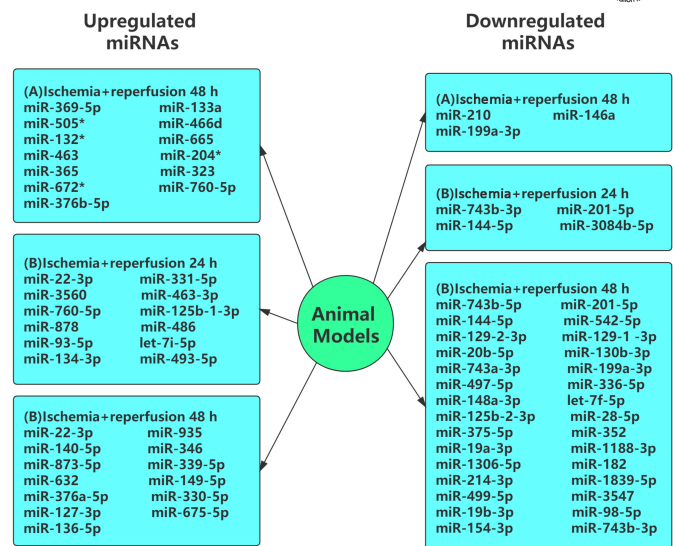 Upregulated
miRNAs
(A)Ischemia+reperfusion 48 h
miR-369-5p miR-133a
miR-505* miR-466d
miR-132* miR-665
miR-463 miR-204*
miR-365 miR-323
miR-672* miR-760-5p
miR-376b-5p
(B)Ischemia+reperfusion 24 h
miR-22-3p miR-331-5p
miR-3560 miR-463-3p
miR-760-5p miR-125b-1-3p
miR-878 miR-486
miR-93-5p let-7i-5p
miR-134-3p miR-493-5p
(B)Ischemia+reperfusion 48 h
miR-22-3p miR-935
miR-140-5p miR-346
miR-873-5p miR-339-5p
miR-632 miR-149-5p
miR-376a-5p miR-330-5p
miR-127-3p miR-675-5p
miR-136-5p
Animal
Models
Downregulated
miRNAs
(A)Ischemia+reperfusion 48 h
miR-210 miR-146a
miR-199a-3p
(B)Ischemia+reperfusion 24 h
miR-743b-3p miR-201-5p
miR-144-5p miR-3084b-5p
(B)Ischemia+reperfusion 48 h
miR-743b-5p miR-201-5p
miR-144-5p miR-542-5p
miR-129-2-3p miR-129-1 -3p
miR-20b-5p miR-130b-3p
miR-743a-3p miR-199a-3p
miR-497-5p miR-336-5p
miR-148a-3p let-7f-5p
miR-125b-2-3p miR-28-5p
miR-375-5p miR-352
miR-19a-3p miR-1188-3p
miR-1306-5p miR-182
miR-214-3p miR-1839-5p
miR-499-5p miR-3547
miR-19b-3p miR-98-5p
miR-154-3p miR-743b-3p